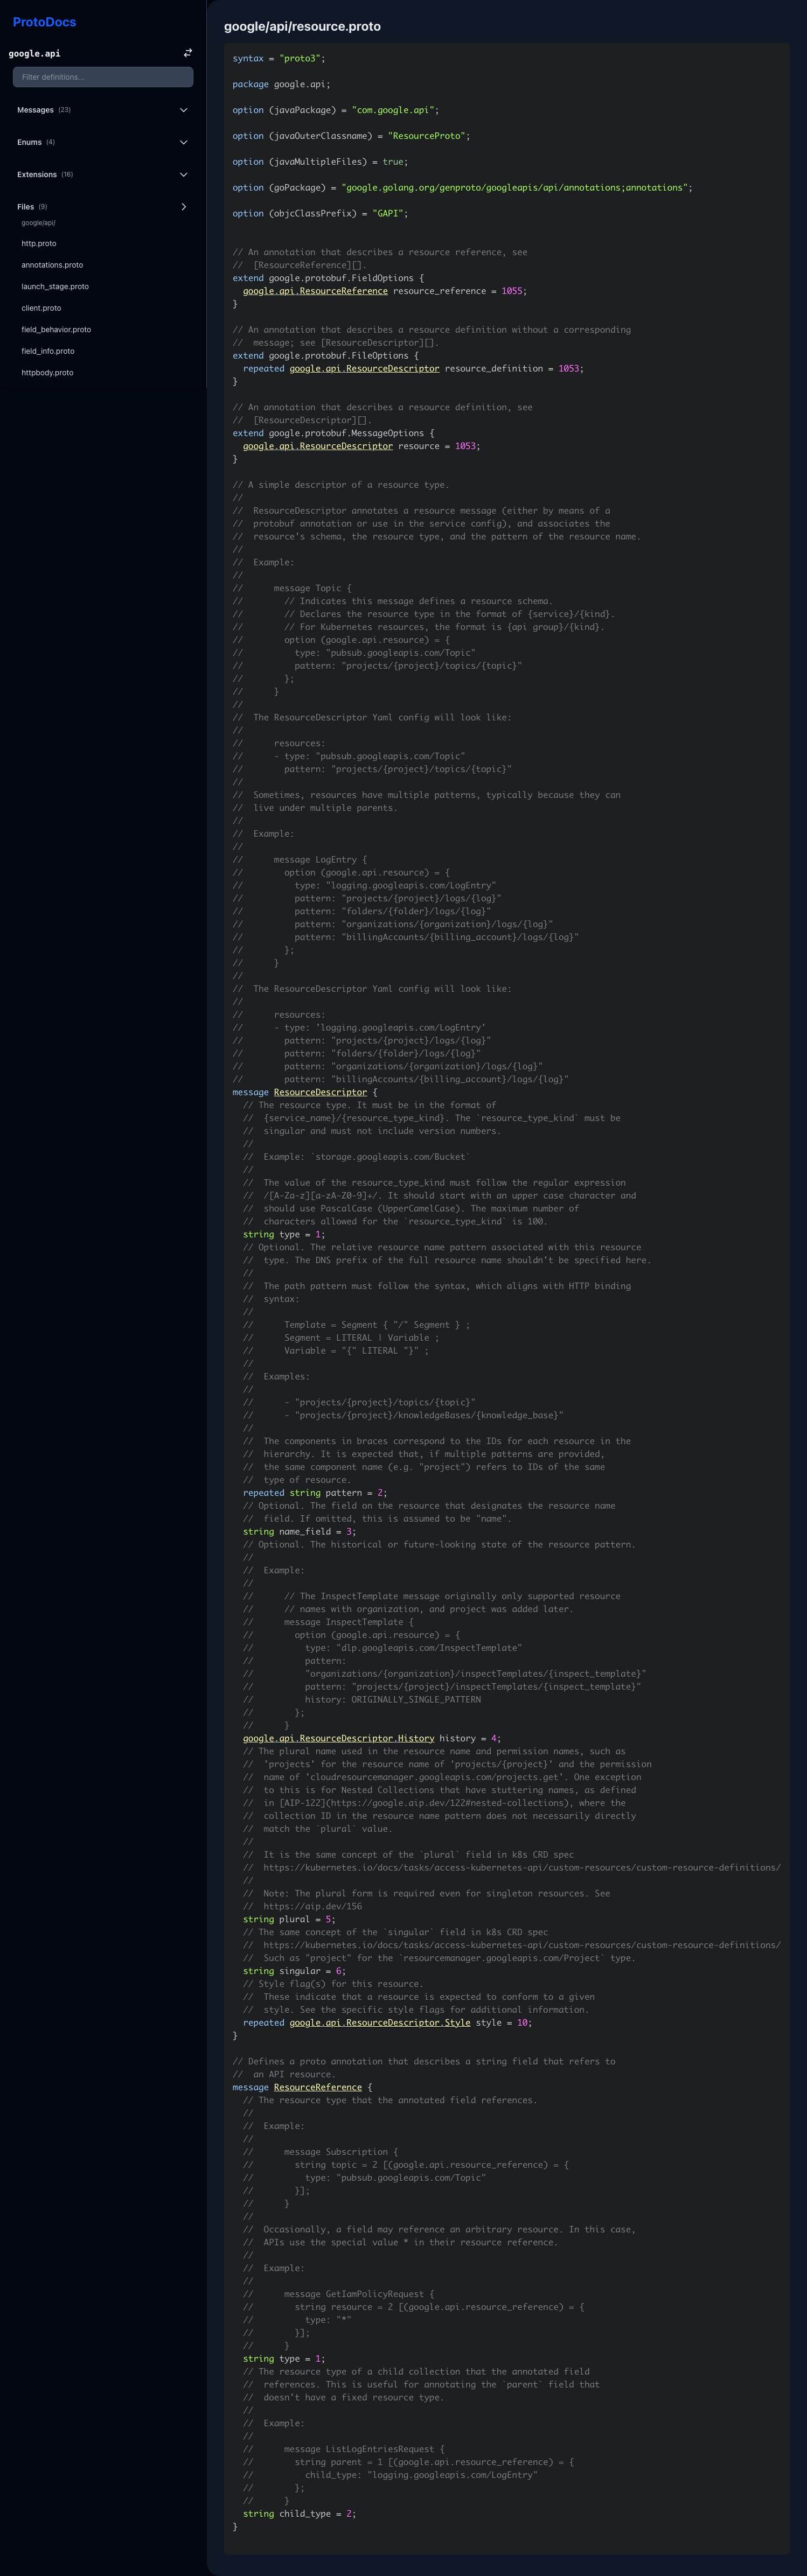 ProtoDocs
google.api
Filter definitions...
Messages (23)
Enums (4)
Extensions (16)
Files (9)
google/api/
http.proto
annotations.proto
launch_stage.proto
client.proto
field_behavior.proto
field_info.proto
httpbody.proto
google/api/resource.proto
syntax = "proto3";
package google.api;
option (javaPackage) = "com.google.api";
option (javaOuterClassname) = "ResourceProto";
option (javaMultipleFiles) = true;
option (goPackage) = "google.golang.org/genproto/googleapis/api/annotations;annotations";
option (objcClassPrefix) = "GAPI";
// An annotation that describes a resource reference, see
//  [ResourceReference][].
extend google.protobuf.FieldOptions {
  google.api.ResourceReference resource_reference = 1055;
}
// An annotation that describes a resource definition without a corresponding
//  message; see [ResourceDescriptor][].
extend google.protobuf.FileOptions {
  repeated google.api.ResourceDescriptor resource_definition = 1053;
}
// An annotation that describes a resource definition, see
//  [ResourceDescriptor][].
extend google.protobuf.MessageOptions {
  google.api.ResourceDescriptor resource = 1053;
}
// A simple descriptor of a resource type.
//
//  ResourceDescriptor annotates a resource message (either by means of a
//  protobuf annotation or use in the service config), and associates the
//  resource's schema, the resource type, and the pattern of the resource name.
//
//  Example:
//
//      message Topic {
//        // Indicates this message defines a resource schema.
//        // Declares the resource type in the format of {service}/{kind}.
//        // For Kubernetes resources, the format is {api group}/{kind}.
//        option (google.api.resource) = {
//          type: "pubsub.googleapis.com/Topic"
//          pattern: "projects/{project}/topics/{topic}"
//        };
//      }
//
//  The ResourceDescriptor Yaml config will look like:
//
//      resources:
//      - type: "pubsub.googleapis.com/Topic"
//        pattern: "projects/{project}/topics/{topic}"
//
//  Sometimes, resources have multiple patterns, typically because they can
//  live under multiple parents.
//
//  Example:
//
//      message LogEntry {
//        option (google.api.resource) = {
//          type: "logging.googleapis.com/LogEntry"
//          pattern: "projects/{project}/logs/{log}"
//          pattern: "folders/{folder}/logs/{log}"
//          pattern: "organizations/{organization}/logs/{log}"
//          pattern: "billingAccounts/{billing_account}/logs/{log}"
//        };
//      }
//
//  The ResourceDescriptor Yaml config will look like:
//
//      resources:
//      - type: 'logging.googleapis.com/LogEntry'
//        pattern: "projects/{project}/logs/{log}"
//        pattern: "folders/{folder}/logs/{log}"
//        pattern: "organizations/{organization}/logs/{log}"
//        pattern: "billingAccounts/{billing_account}/logs/{log}"
message ResourceDescriptor {
  // The resource type. It must be in the format of
  //  {service_name}/{resource_type_kind}. The `resource_type_kind` must be
  //  singular and must not include version numbers.
  //
  //  Example: `storage.googleapis.com/Bucket`
  //
  //  The value of the resource_type_kind must follow the regular expression
  //  /[A-Za-z][a-zA-Z0-9]+/. It should start with an upper case character and
  //  should use PascalCase (UpperCamelCase). The maximum number of
  //  characters allowed for the `resource_type_kind` is 100.
  string type = 1;
  // Optional. The relative resource name pattern associated with this resource
  //  type. The DNS prefix of the full resource name shouldn't be specified here.
  //
  //  The path pattern must follow the syntax, which aligns with HTTP binding
  //  syntax:
  //
  //      Template = Segment { "/" Segment } ;
  //      Segment = LITERAL | Variable ;
  //      Variable = "{" LITERAL "}" ;
  //
  //  Examples:
  //
  //      - "projects/{project}/topics/{topic}"
  //      - "projects/{project}/knowledgeBases/{knowledge_base}"
  //
  //  The components in braces correspond to the IDs for each resource in the
  //  hierarchy. It is expected that, if multiple patterns are provided,
  //  the same component name (e.g. "project") refers to IDs of the same
  //  type of resource.
  repeated string pattern = 2;
  // Optional. The field on the resource that designates the resource name
  //  field. If omitted, this is assumed to be "name".
  string name_field = 3;
  // Optional. The historical or future-looking state of the resource pattern.
  //
  //  Example:
  //
  //      // The InspectTemplate message originally only supported resource
  //      // names with organization, and project was added later.
  //      message InspectTemplate {
  //        option (google.api.resource) = {
  //          type: "dlp.googleapis.com/InspectTemplate"
  //          pattern:
  //          "organizations/{organization}/inspectTemplates/{inspect_template}"
  //          pattern: "projects/{project}/inspectTemplates/{inspect_template}"
  //          history: ORIGINALLY_SINGLE_PATTERN
  //        };
  //      }
  google.api.ResourceDescriptor.History history = 4;
  // The plural name used in the resource name and permission names, such as
  //  'projects' for the resource name of 'projects/{project}' and the permission
  //  name of 'cloudresourcemanager.googleapis.com/projects.get'. One exception
  //  to this is for Nested Collections that have stuttering names, as defined
  //  in [AIP-122](https://google.aip.dev/122#nested-collections), where the
  //  collection ID in the resource name pattern does not necessarily directly
  //  match the `plural` value.
  //
  //  It is the same concept of the `plural` field in k8s CRD spec
  //  https://kubernetes.io/docs/tasks/access-kubernetes-api/custom-resources/custom-resource-definitions/
  //
  //  Note: The plural form is required even for singleton resources. See
  //  https://aip.dev/156
  string plural = 5;
  // The same concept of the `singular` field in k8s CRD spec
  //  https://kubernetes.io/docs/tasks/access-kubernetes-api/custom-resources/custom-resource-definitions/
  //  Such as "project" for the `resourcemanager.googleapis.com/Project` type.
  string singular = 6;
  // Style flag(s) for this resource.
  //  These indicate that a resource is expected to conform to a given
  //  style. See the specific style flags for additional information.
  repeated google.api.ResourceDescriptor.Style style = 10;
}
// Defines a proto annotation that describes a string field that refers to
//  an API resource.
message ResourceReference {
  // The resource type that the annotated field references.
  //
  //  Example:
  //
  //      message Subscription {
  //        string topic = 2 [(google.api.resource_reference) = {
  //          type: "pubsub.googleapis.com/Topic"
  //        }];
  //      }
  //
  //  Occasionally, a field may reference an arbitrary resource. In this case,
  //  APIs use the special value * in their resource reference.
  //
  //  Example:
  //
  //      message GetIamPolicyRequest {
  //        string resource = 2 [(google.api.resource_reference) = {
  //          type: "*"
  //        }];
  //      }
  string type = 1;
  // The resource type of a child collection that the annotated field
  //  references. This is useful for annotating the `parent` field that
  //  doesn't have a fixed resource type.
  //
  //  Example:
  //
  //      message ListLogEntriesRequest {
  //        string parent = 1 [(google.api.resource_reference) = {
  //          child_type: "logging.googleapis.com/LogEntry"
  //        };
  //      }
  string child_type = 2;
}